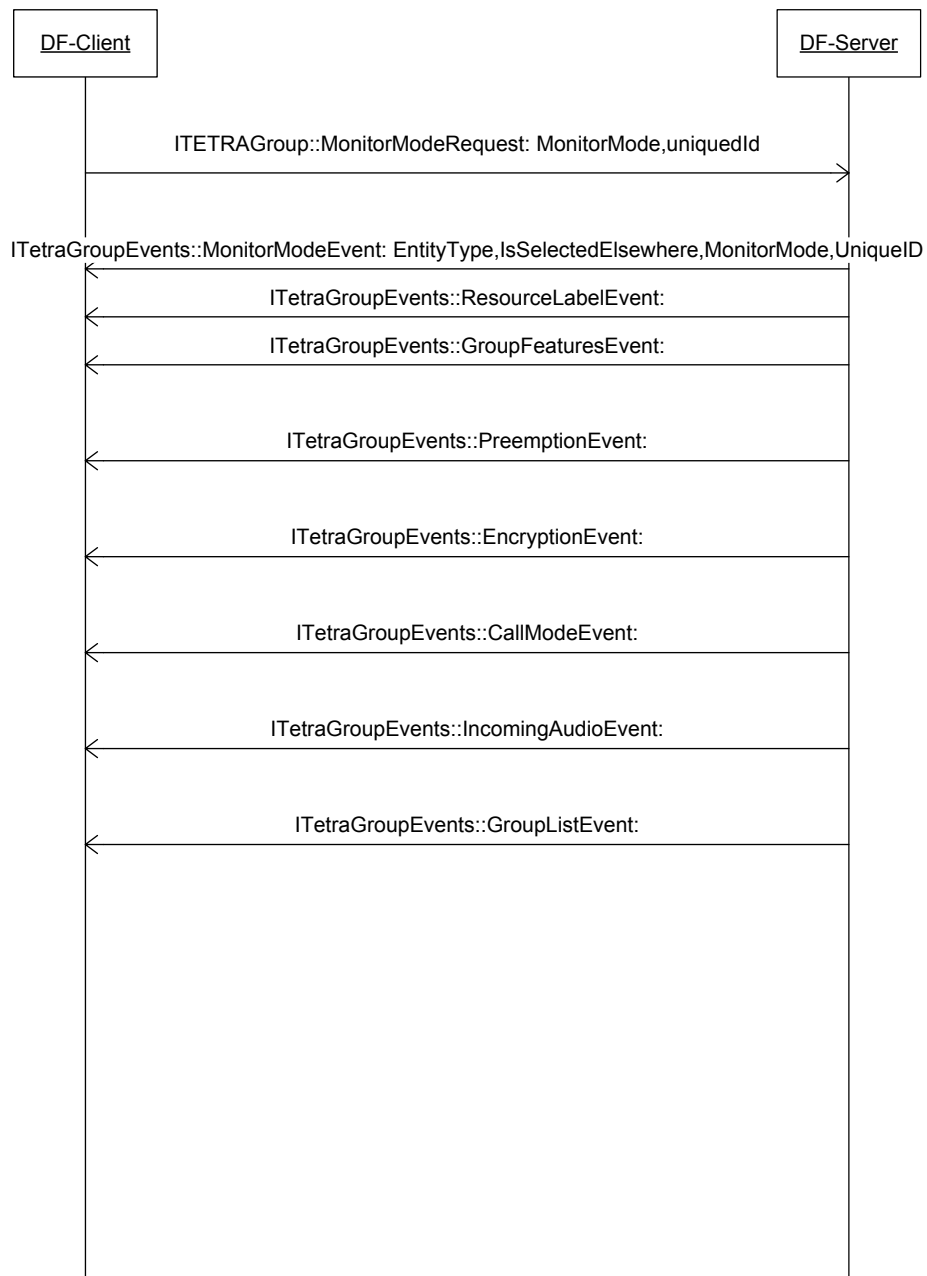 DF-Client
DF-Server
ITETRAGroup::MonitorModeRequest: MonitorMode,uniquedId
ITetraGroupEvents::MonitorModeEvent: EntityType,IsSelectedElsewhere,MonitorMode,UniqueID
ITetraGroupEvents::ResourceLabelEvent:
ITetraGroupEvents::GroupFeaturesEvent:
ITetraGroupEvents::PreemptionEvent:
ITetraGroupEvents::EncryptionEvent:
ITetraGroupEvents::CallModeEvent:
ITetraGroupEvents::IncomingAudioEvent:
ITetraGroupEvents::GroupListEvent: